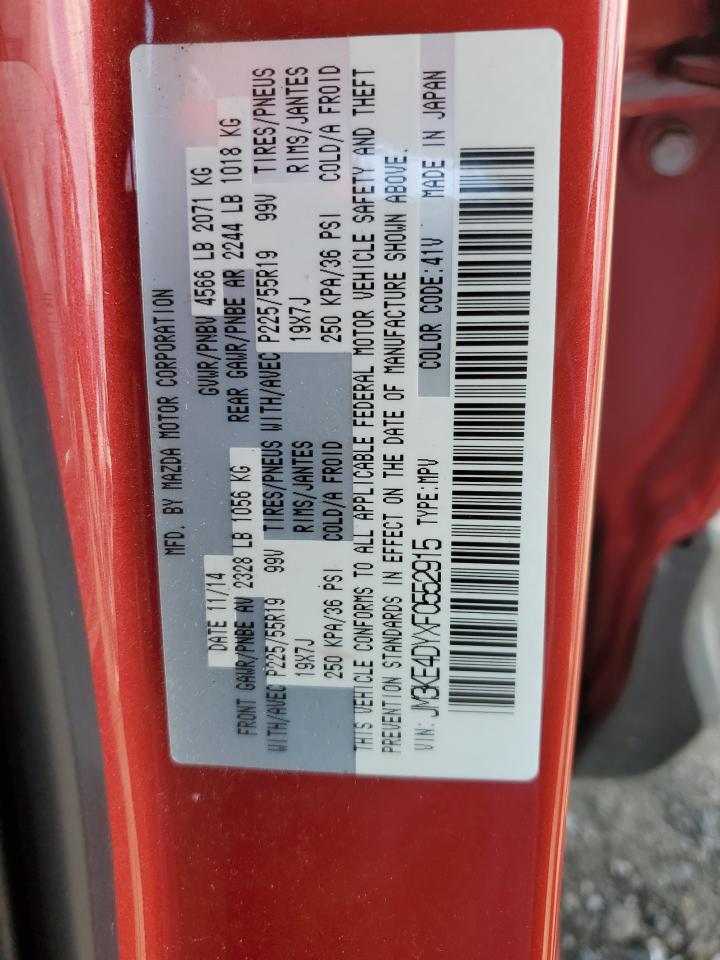 MFD. BY MAZDA MOTOR CORPORATION
DATE 11/14 GVWR/PNBV 4566 LB 2071 KG
FRONT GAWR/PNBE AV 2328 LB 1056 KG REAR GAWR/PNBE AR 2244 LB 1018 KG
WITH/AVEC P225/55R19 99V TIRES/PNEUS WITH/AVEC P225/55R19 99V TIRES/PNEUS
19X7J RIMS/JANTES 19X7J RIMS/JANTES
250 KPA/36 PSI COLD/A FROID 250 KPA/36 PSI COLD/A FROID
THIS VEHICLE CONFORMS TO ALL APPLICABLE FEDERAL MOTOR VEHICLE SAFETY AND THEFT
PREVENTION STANDARDS IN EFFECT ON THE DATE OF MANUFACTURE SHOWN ABOVE.
VIN: JM3KE4DYXF0552915 TYPE:MPV COLOR CODE:41V MADE IN JAPAN